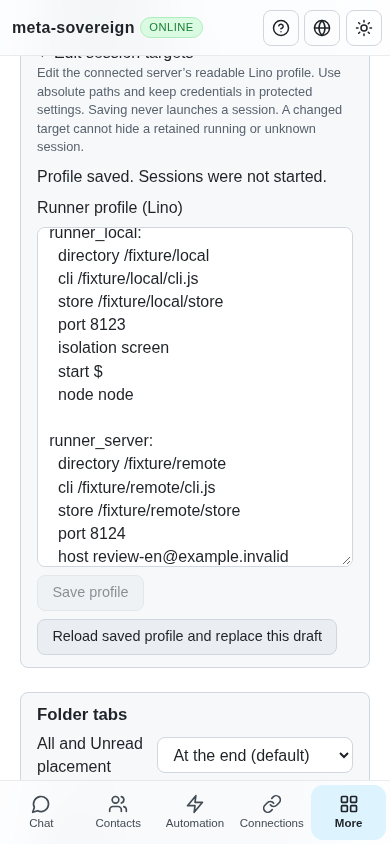 meta-sovereign ONLINE
Edit session targets
Edit the connected server's readable Lino profile. Use
absolute paths and keep credentials in protected
settings. Saving never launches a session. A changed
target cannot hide a retained running or unknown
session.
Profile saved. Sessions were not started.
Runner profile (Lino)
runner_local:
directory /fixture/local
cli /fixture/local/cli.js
store /fixture/local/store
port 8123
isolation screen
start $
node node
runner_server:
directory /fixture/remote
cli /fixture/remote/cli.js
store /fixture/remote/store
port 8124
host review-en@example.invalid
Save profile
Reload saved profile and replace this draft
Folder tabs
All and Unread
placement
At the end (default)
Chat Contacts Automation Connections More